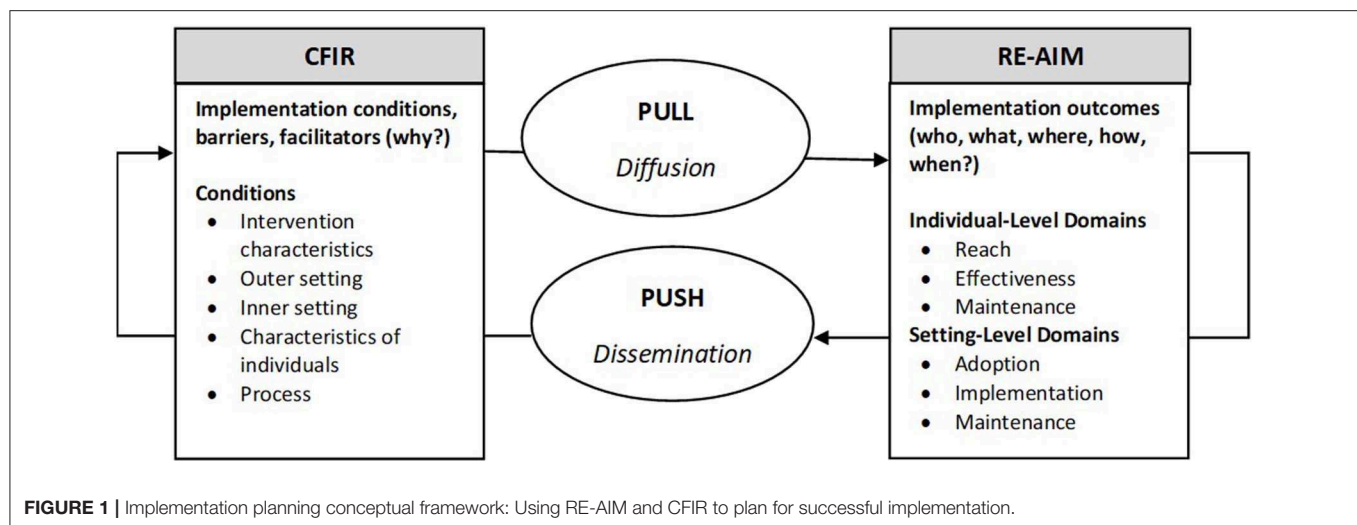 CFIR
Implementation conditions,
barriers, facilitators (why?)
Conditions
• Intervention
characteristics
• Outer setting
• Inner setting
• Characteristics of
individuals
• Process
PULL
Diffusion
PUSH
Dissemination
RE-AIM
Implementation outcomes
(who, what, where, how,
when?)
Individual-Level Domains
• Reach
• Effectiveness
• Maintenance
Setting-Level Domains
• Adoption
• Implementation
• Maintenance
FIGURE 1 | Implementation planning conceptual framework: Using RE-AIM and CFIR to plan for successful implementation.